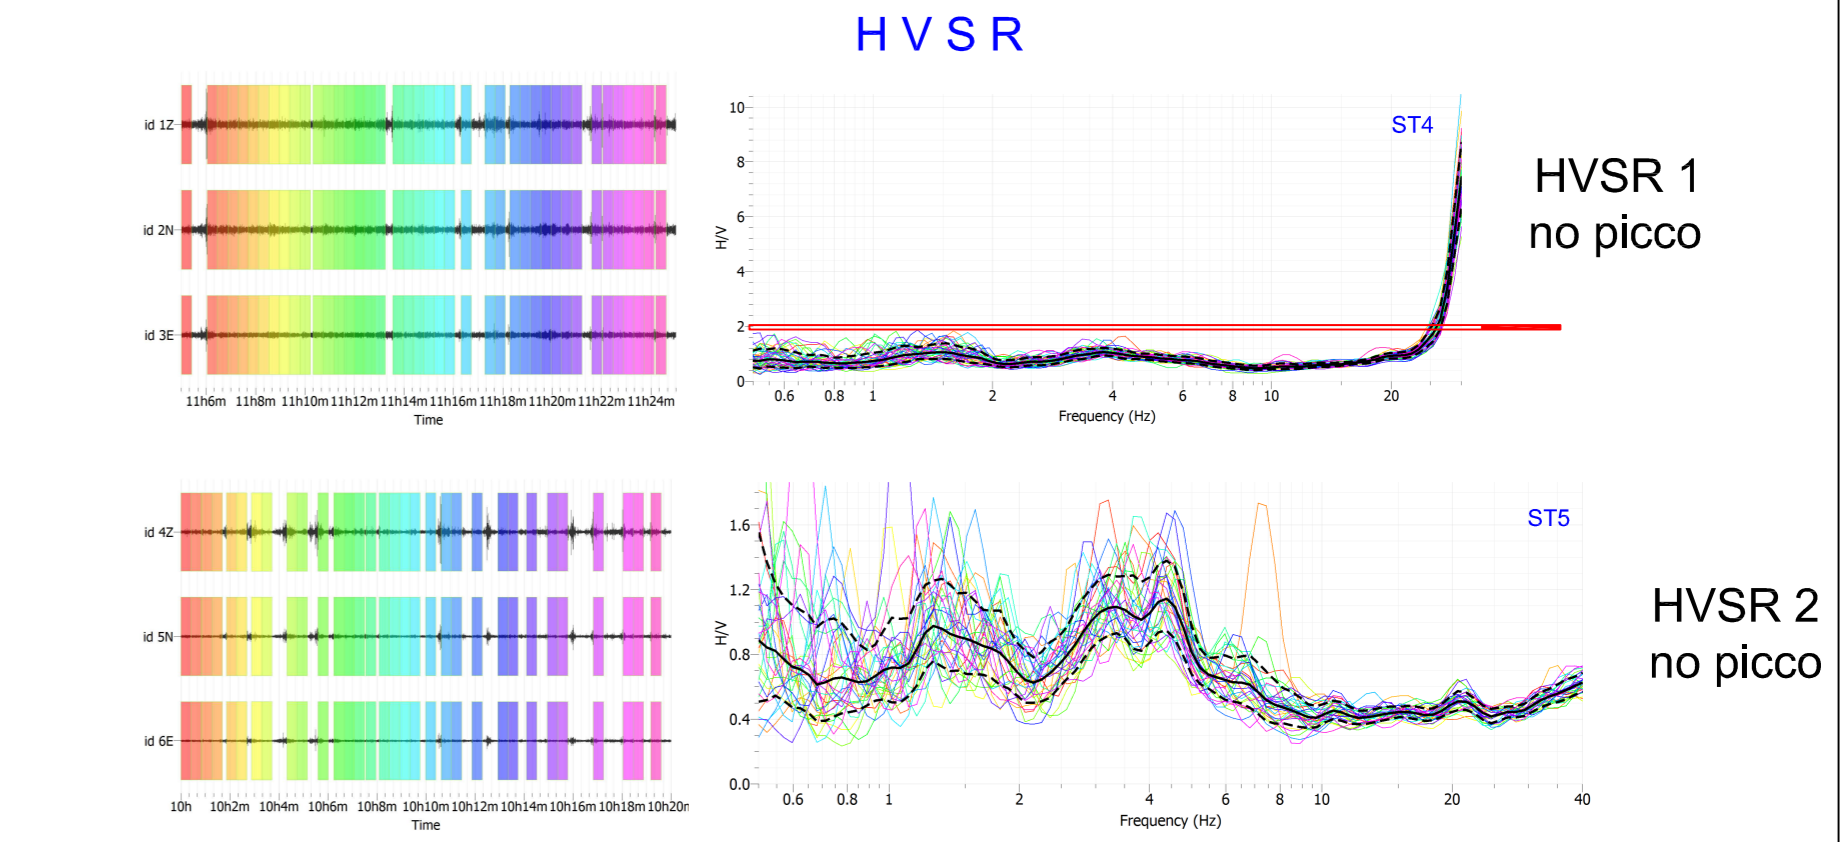 H V S R
id 1Z
id 2N
id 3E
11h6m 11h8m 11h10m 11h12m 11h14m 11h16m 11h18m 11h20m 11h22m 11h24m
Time
H/V
10
8
6
4
2
0
0.6 0.8 1 2 4 6 8 10 20
Frequency (Hz)
ST4
HVSR 1
no picco
id 4Z
id 5N
id 6E
10h 10h2m 10h4m 10h6m 10h8m 10h10m 10h12m 10h14m 10h16m 10h18m 10h20m
Time
H/V
1.6
1.2
0.8
0.4
0.0
0.6 0.8 1 2 4 6 8 10 20 40
Frequency (Hz)
ST5
HVSR 2
no picco